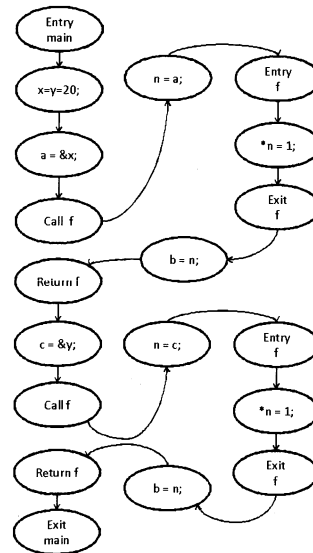 Entry
main
x=y=20;
a = &x;
Call f
n = a;
Entry
f
*n = 1;
Exit
f
b = n;
Return f
c = &y;
Call f
n = c;
Entry
f
*n = 1;
Exit
f
b = n;
Return f
Exit
main